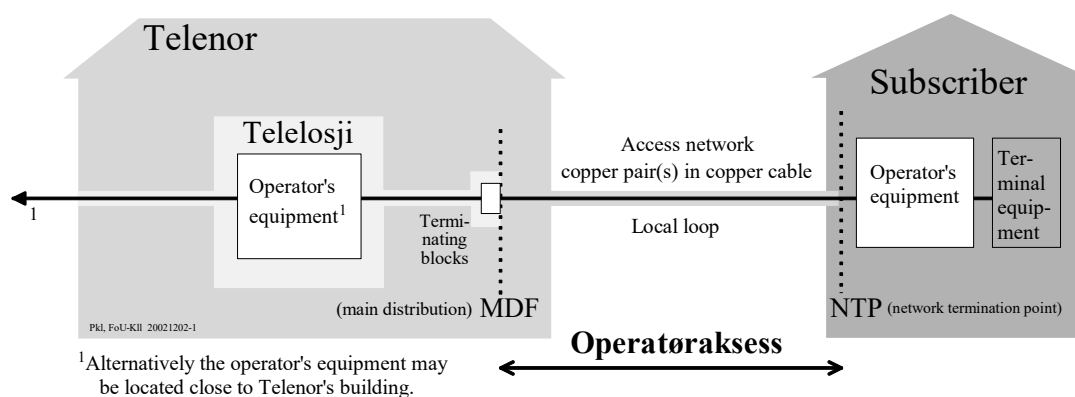 Telenor
Subscriber
Telelosji
Operator's
equipment1
Termi-
nating
blocks
Access network
copper pair(s) in copper cable
Local loop
Operator's
equipment
Ter-
minal
equip-
ment
1
(main distribution) MDF
NTP (network termination point)
Pkl, FoU-Kll 20021202-1
Operatøraksess
1Alternatively the operator's equipment may
be located close to Telenor's building.